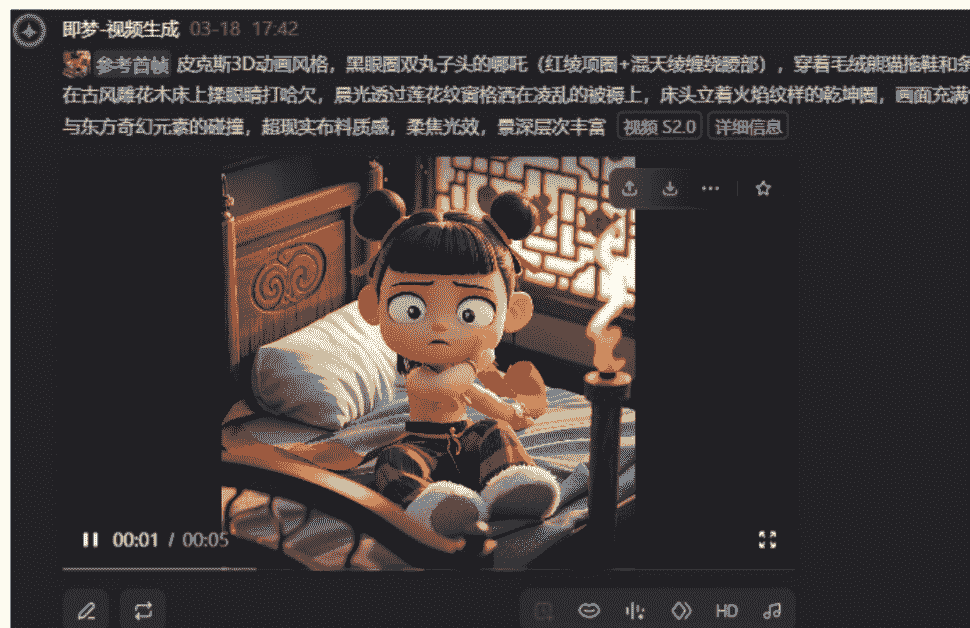 即梦-视频生成 03-18 17:42
参考首帧 皮克斯3D动画风格，黑眼圈双丸子头的哪吒（红绫项圈+混天绫缠绕腰部），穿着毛绒熊猫拖鞋和条
在古风雕花木床上揉眼睛打哈欠，晨光透过莲花纹窗格洒在凌乱的被褥上，床头立着火焰纹样的乾坤圈，画面充满
与东方奇幻元素的碰撞，超现实布料质感，柔焦光效，景深层次丰富 视频 S2.0 详细信息
00:01 / 00:05
HD